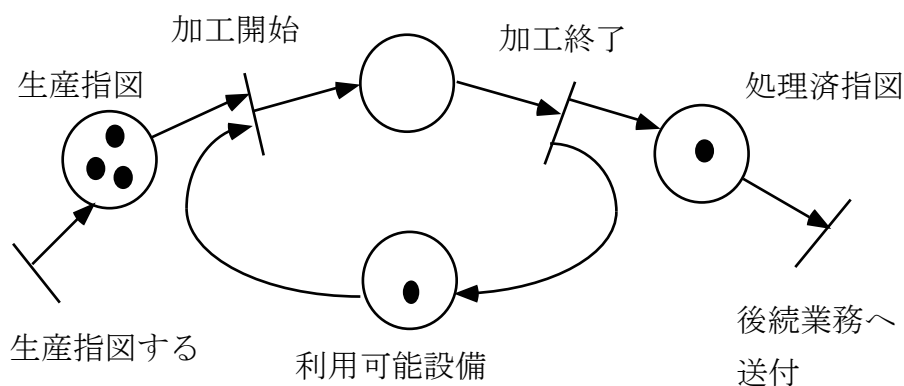 加工開始
加工終了
生産指図
処理済指図
生産指図する
利用可能設備
後続業務へ
送付